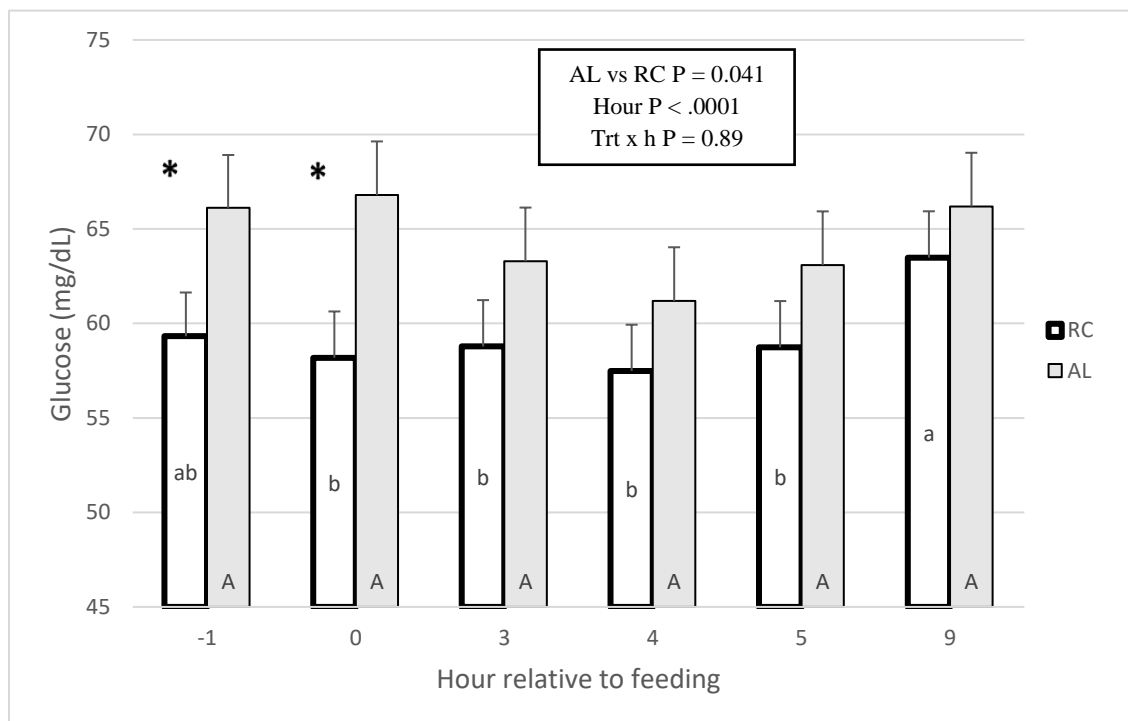 75
AL vs RC P = 0.041
Hour P < .0001
Trt x h P = 0.89
70
* *
65
Glucose (mg/dL)
60
RC
AL
55
ab b b b b a
50
A A A A A A
45
-1 0 3 4 5 9
Hour relative to feeding